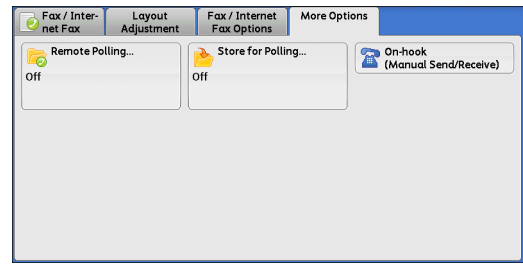 Fax / Inter-
net Fax
Layout
Adjustment
Fax / Internet
Fax Options
More Options
Remote Polling...
Off
Store for Polling...
Off
On-hook
(Manual Send/Receive)